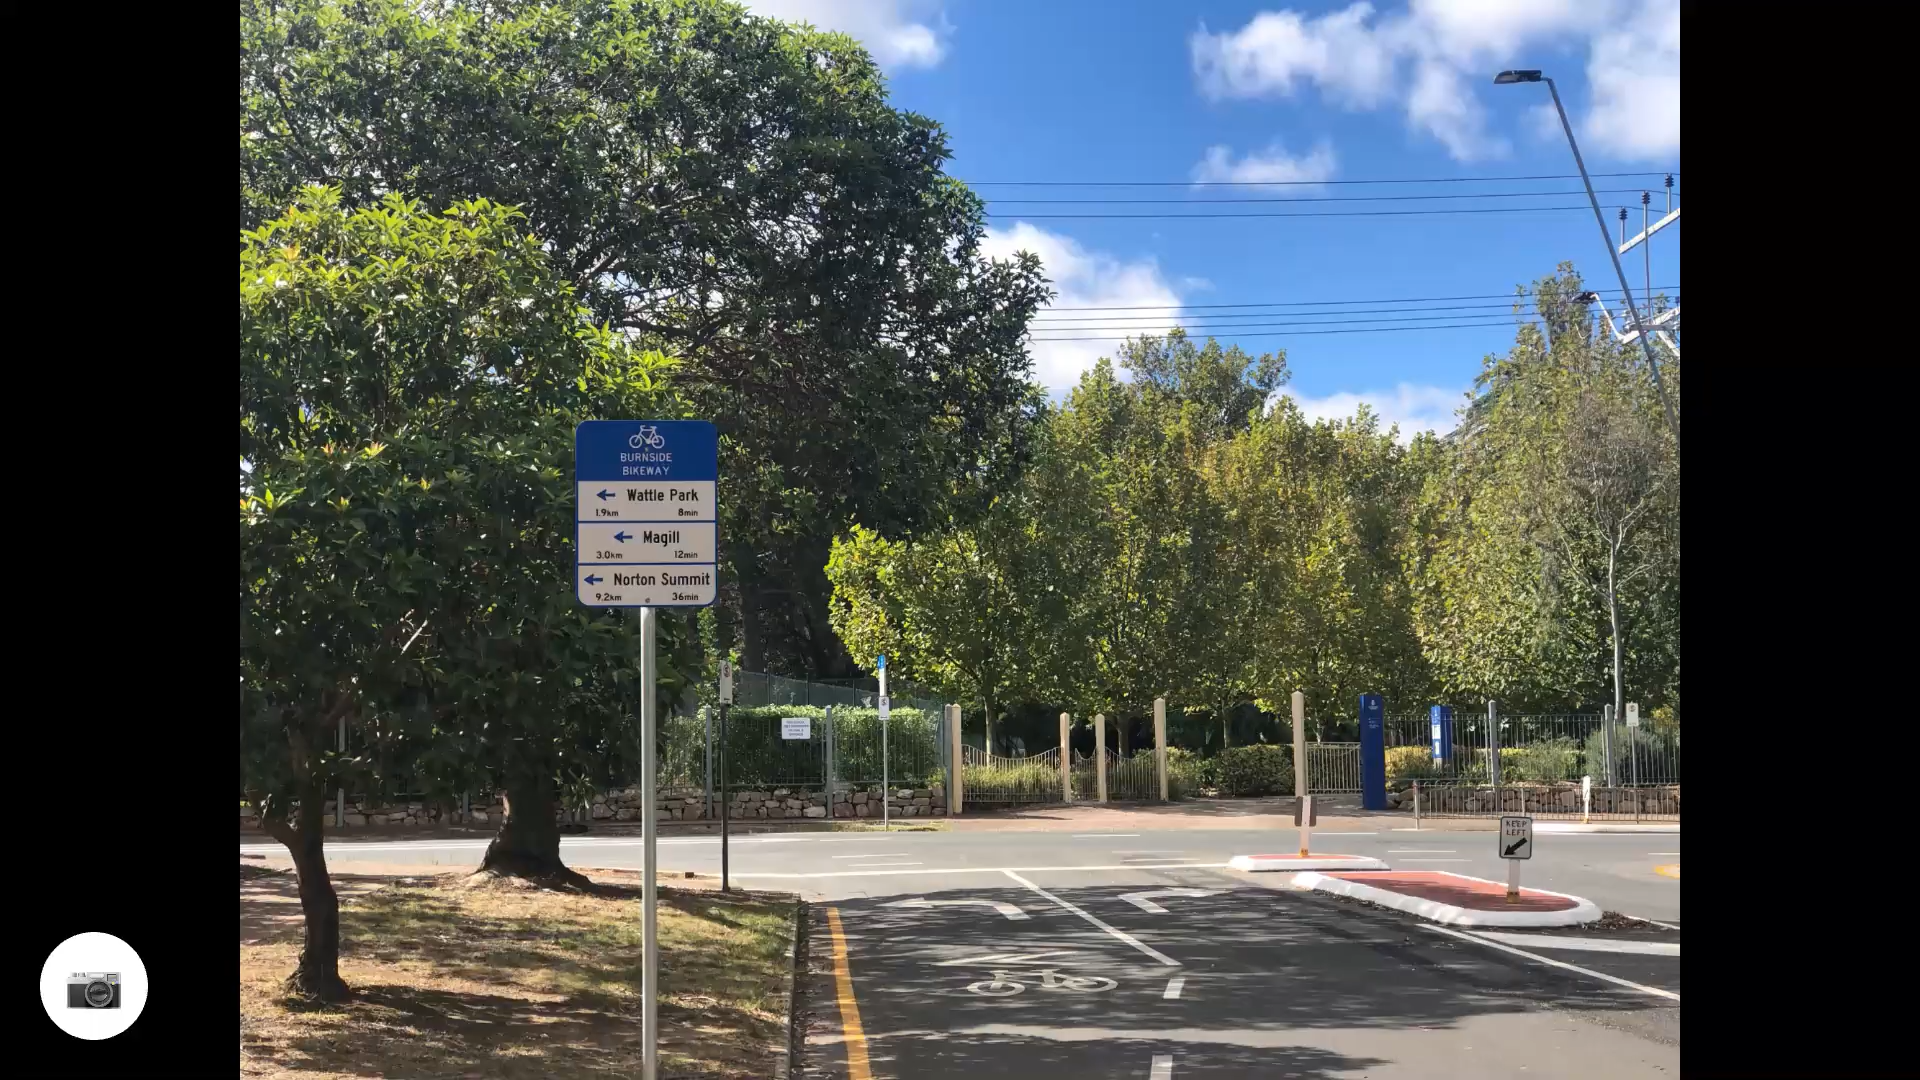 BURNSIDE
BIKEWAY
Wattle Park
1.9km 8min
Magill
3.0km 12min
Norton Summit
9.2km 36min
KEEP
LEFT